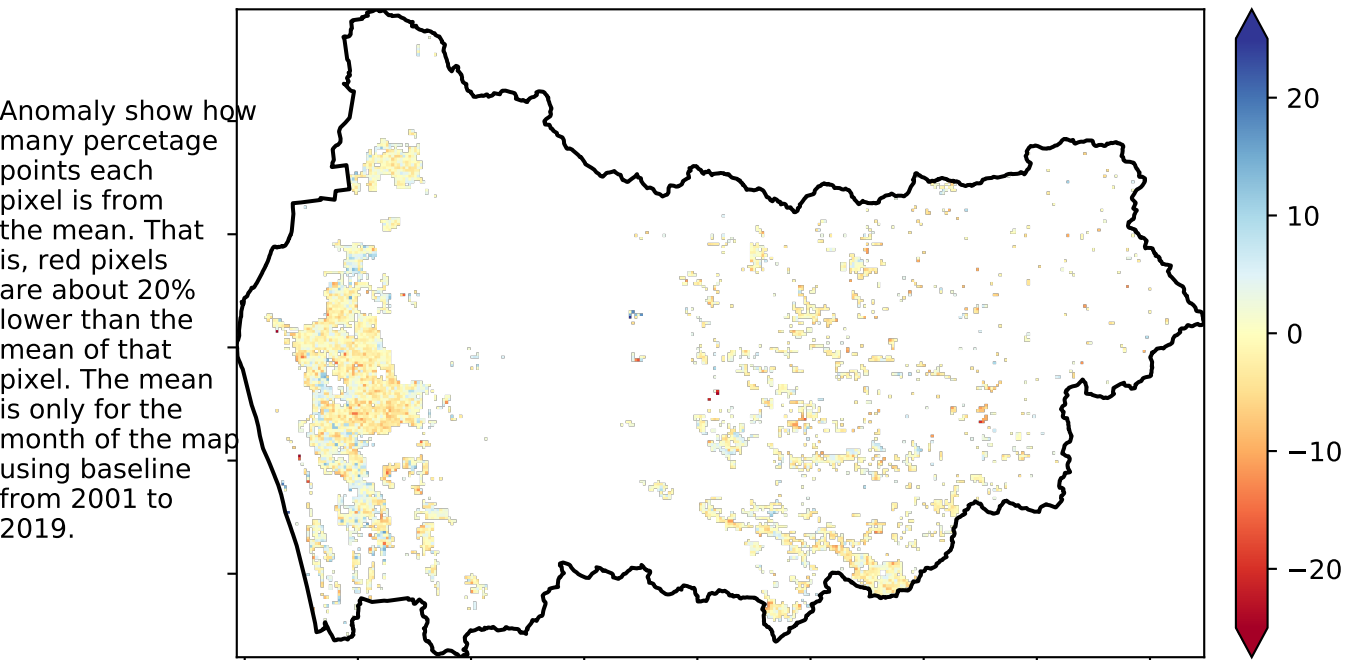 Anomaly show how
many percetage
points each
pixel is from
the mean. That
is, red pixels
are about 20%
lower than the
mean of that
pixel. The mean
is only for the
month of the map
using baseline
from 2001 to
2019.
20
10
0
−10
−20